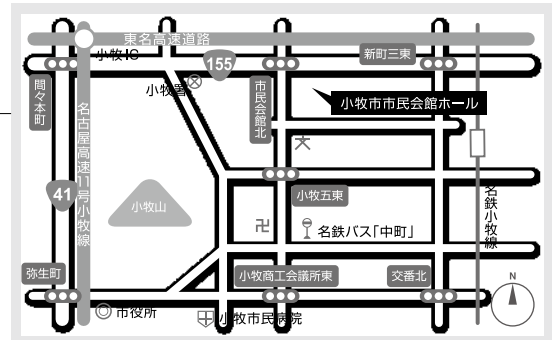 東名高速道路
小牧IC
155
新町三東
小牧署
間々本町
市民会館北
小牧市市民会館ホール
名古屋高速11号小牧線
文
41
小牧山
小牧五東
名鉄小牧線
卍
名鉄バス「中町」
弥生町
小牧商工会議所東
交番北
N
市役所
小牧市民病院